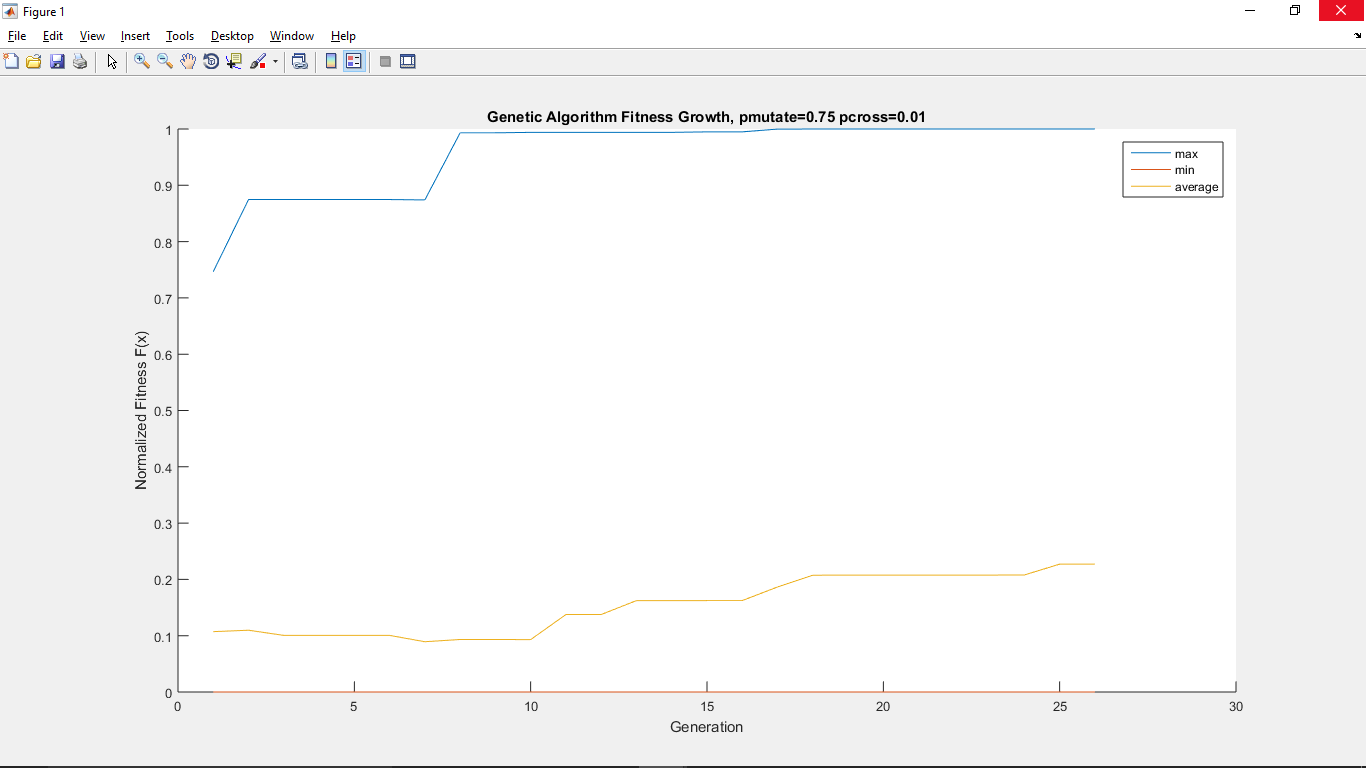 Figure 1
File Edit View Insert Tools Desktop Window Help
Genetic Algorithm Fitness Growth, pmutate=0.75 pcross=0.01
max
min
average
1
0.9
0.8
0.7
0.6
0.5
0.4
0.3
0.2
0.1
0
Normalized Fitness F(x)
0 5 10 15 20 25 30
Generation